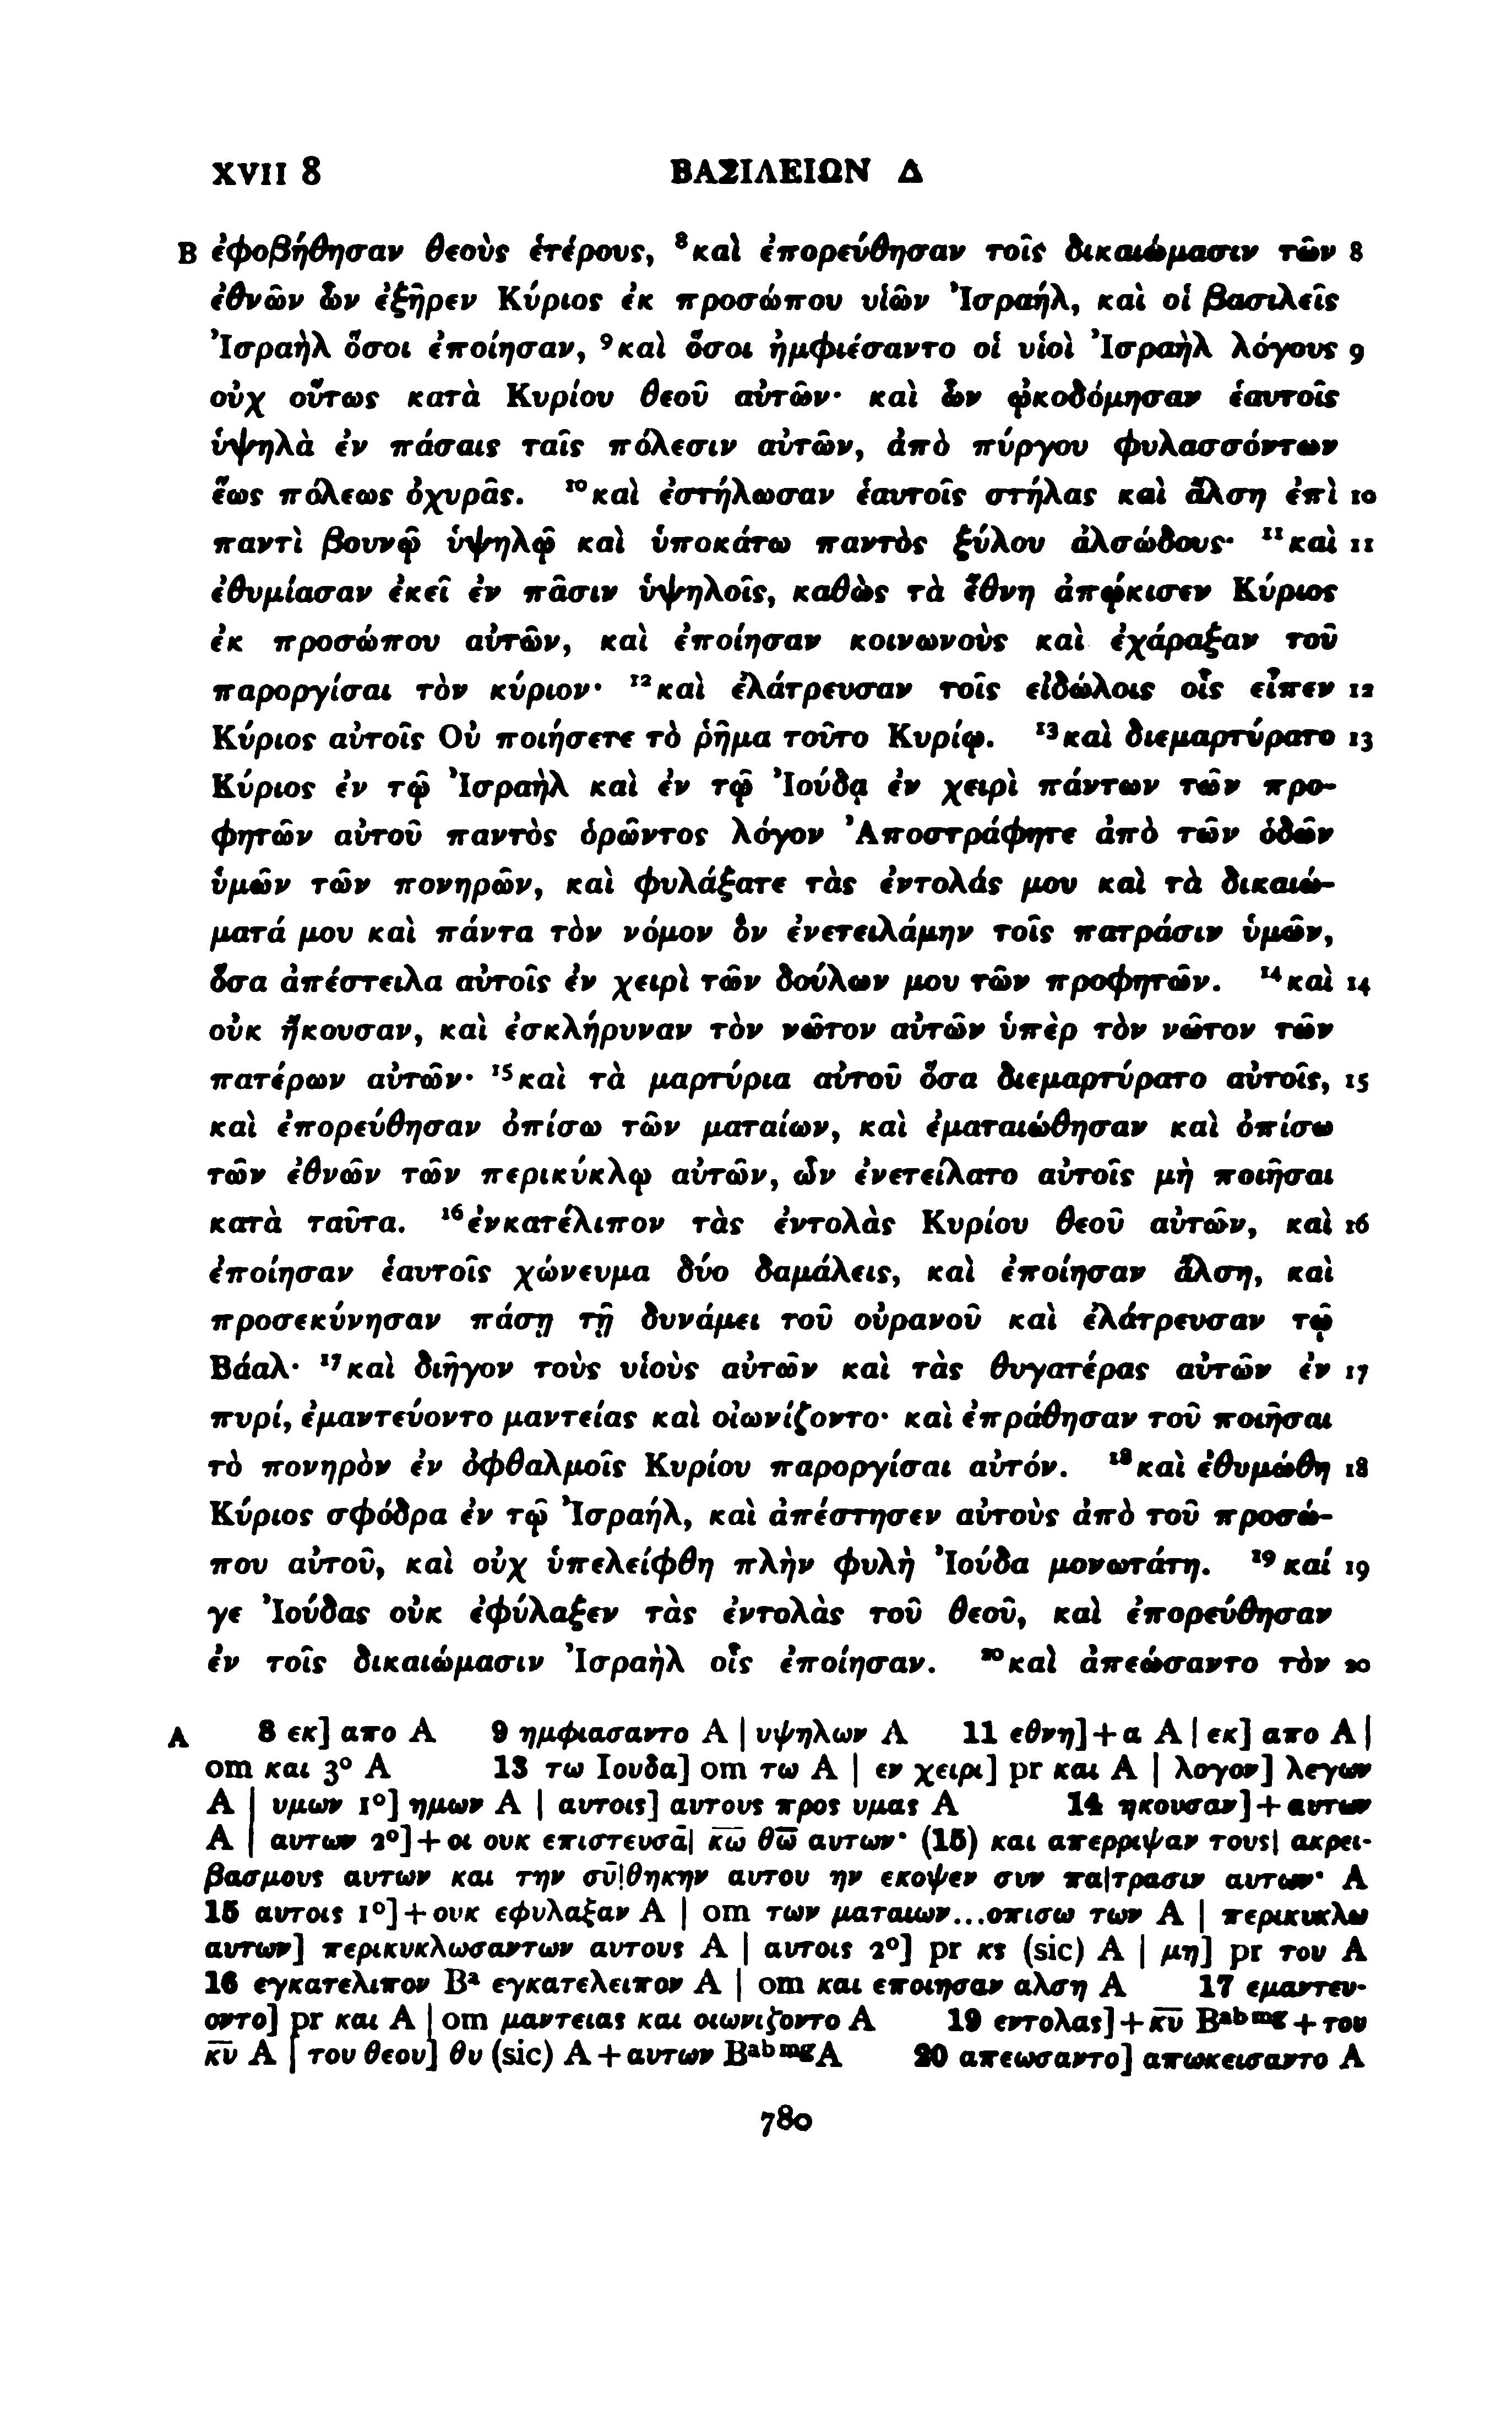 XVII 8 ΒΑΣΙΛΕΙΩΝ Δ
B ἐφοβήθησαν θεοὺς ἑτέρους, ⁸καὶ ἐπορεύθησαν τοῖς δικαιώμασιν τῶν 8
ἐθνῶν ὧν ἐξῆρεν Κύριος ἐκ προσώπου υἱῶν Ἰσραήλ, καὶ οἱ βασιλεῖς
Ἰσραὴλ ὅσοι ἐποίησαν, ⁹καὶ ὅσοι ἠμφιέσαντο οἱ υἱοὶ Ἰσραὴλ λόγους 9
οὐχ οὕτως κατὰ Κυρίου θεοῦ αὐτῶν· καὶ ὧν ᾠκοδόμησαν ἑαυτοῖς
ὑψηλὰ ἐν πάσαις ταῖς πόλεσιν αὐτῶν, ἀπὸ πύργου φυλασσόντων
ἕως πόλεως ὀχυρᾶς. ¹⁰καὶ ἐστήλωσαν ἑαυτοῖς στήλας καὶ ἄλση ἐπὶ 10
παντὶ βουνῷ ὑψηλῷ καὶ ὑποκάτω παντὸς ξύλου ἀλσώδους· ¹¹καὶ 11
ἐθυμίασαν ἐκεῖ ἐν πᾶσιν ὑψηλοῖς, καθὼς τὰ ἔθνη ἀπῴκισεν Κύριος
ἐκ προσώπου αὐτῶν, καὶ ἐποίησαν κοινωνοὺς καὶ ἐχάραξαν τοῦ
παροργίσαι τὸν κύριον· ¹²καὶ ἐλάτρευσαν τοῖς εἰδώλοις οἷς εἶπεν 12
Κύριος αὐτοῖς Οὐ ποιήσετε τὸ ῥῆμα τοῦτο Κυρίῳ. ¹³καὶ διεμαρτύρατο 13
Κύριος ἐν τῷ Ἰσραὴλ καὶ ἐν τῷ Ἰούδᾳ ἐν χειρὶ πάντων τῶν προ-
φητῶν αὐτοῦ παντὸς ὁρῶντος λόγον Ἀποστράφητε ἀπὸ τῶν ὁδῶν
ὑμῶν τῶν πονηρῶν, καὶ φυλάξατε τὰς ἐντολάς μου καὶ τὰ δικαιώ-
ματά μου καὶ πάντα τὸν νόμον ὃν ἐνετειλάμην τοῖς πατράσιν ὑμῶν,
ὅσα ἀπέστειλα αὐτοῖς ἐν χειρὶ τῶν δούλων μου τῶν προφητῶν. ¹⁴καὶ 14
οὐκ ἤκουσαν, καὶ ἐσκλήρυναν τὸν νῶτον αὐτῶν ὑπὲρ τὸν νῶτον τῶν
πατέρων αὐτῶν· ¹⁵καὶ τὰ μαρτύρια αὐτοῦ ὅσα διεμαρτύρατο αὐτοῖς, 15
καὶ ἐπορεύθησαν ὀπίσω τῶν ματαίων, καὶ ἐματαιώθησαν καὶ ὀπίσω
τῶν ἐθνῶν τῶν περικύκλῳ αὐτῶν, ὧν ἐνετείλατο αὐτοῖς μὴ ποιῆσαι
κατὰ ταῦτα. ¹⁶ἐνκατέλιπον τὰς ἐντολὰς Κυρίου θεοῦ αὐτῶν, καὶ 16
ἐποίησαν ἑαυτοῖς χώνευμα δύο δαμάλεις, καὶ ἐποίησαν ἄλση, καὶ
προσεκύνησαν πάσῃ τῇ δυνάμει τοῦ οὐρανοῦ καὶ ἐλάτρευσαν τῷ
Βάαλ· ¹⁷καὶ διῆγον τοὺς υἱοὺς αὐτῶν καὶ τὰς θυγατέρας αὐτῶν ἐν 17
πυρί, ἐμαντεύοντο μαντείας καὶ οἰωνίζοντο· καὶ ἐπράθησαν τοῦ ποιῆσαι
τὸ πονηρὸν ἐν ὀφθαλμοῖς Κυρίου παροργίσαι αὐτόν. ¹⁸καὶ ἐθυμώθη 18
Κύριος σφόδρα ἐν τῷ Ἰσραήλ, καὶ ἀπέστησεν αὐτοὺς ἀπὸ τοῦ προσώ-
που αὐτοῦ, καὶ οὐχ ὑπελείφθη πλὴν φυλὴ Ἰούδα μονωτάτη. ¹⁹καί 19
γε Ἰούδας οὐκ ἐφύλαξεν τὰς ἐντολὰς τοῦ θεοῦ, καὶ ἐπορεύθησαν
ἐν τοῖς δικαιώμασιν Ἰσραὴλ οἷς ἐποίησαν. ²⁰καὶ ἀπεώσαντο τὸν 20
A 8 εκ] απο A 9 ημφιασαντο A | υψηλων A 11 εθνη]+α A | εκ] απο A |
om και 3° A 13 τω Ιουδα] om τω A | εν χειρι] pr και A | λογον] λεγων
A | υμων 1°] ημων A | αυτοις] αυτους προς υμας A 14 ηκουσαν]+αυτων
A | αυτων 2°]+οι ουκ επιστευσᾱ| κ̅ω̅ θ̅ω̅ αυτων· (15) και απερριψαν τους| ακρει-
βασμους αυτων και την συ̅|θηκην αυτου ην εκοψεν συν πα|τρασιν αυτων· A
15 αυτοις 1°]+ουκ εφυλαξαν A | om των ματαιων...οπισω των A | περικυκλω
αυτων] περικυκλωσαντων αυτους A | αυτοις 2°] pr κς (sic) A | μη] pr του A
16 εγκατελιπον Bᵃ εγκατελειπον A | om και εποιησαν αλση A 17 εμαντευ-
οντο] pr και A | om μαντειας και οιωνιζοντο A 19 εντολας]+κ̅υ̅ Bᵃᵇᵐᵍ+του
κ̅υ̅ A | του θεου] θυ (sic) A+αυτων BᵃᵇᵐᵍA 20 απεωσαντο] απωκεισαντο A
780